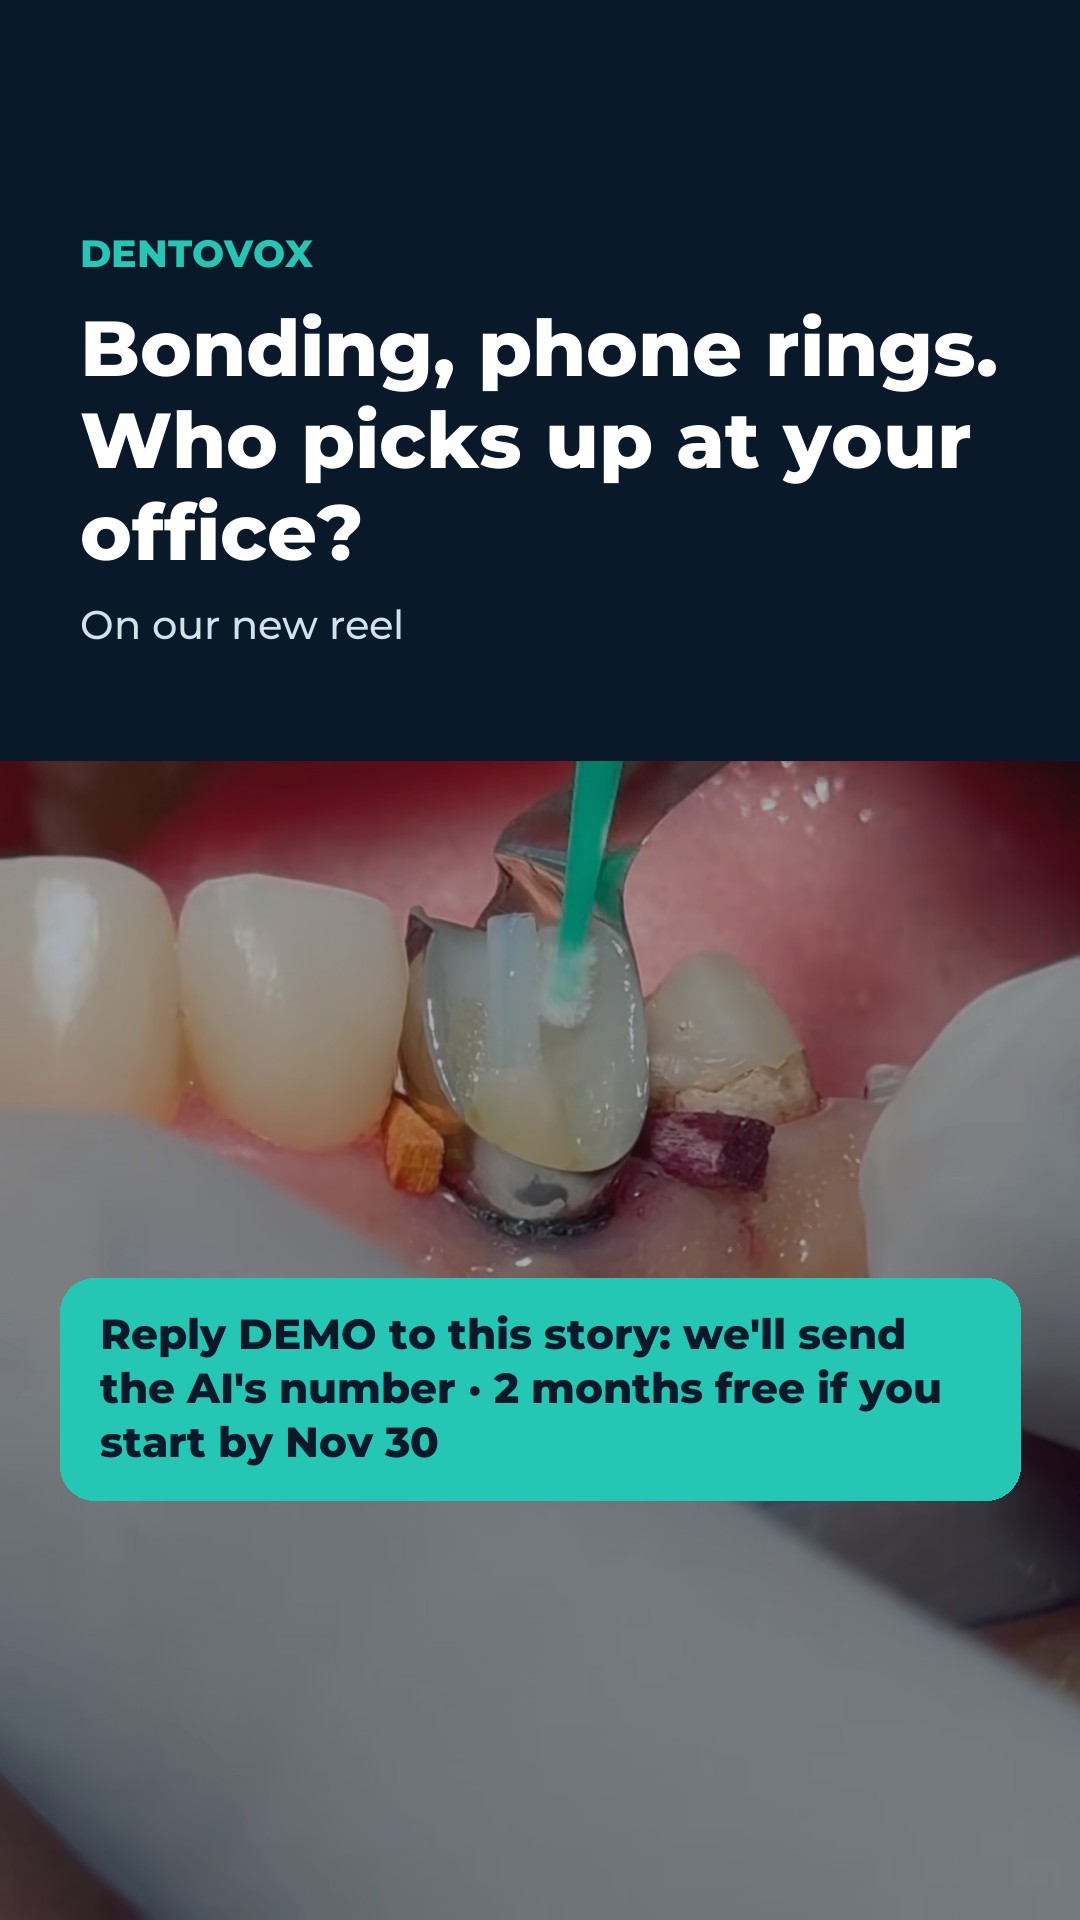 DENTOVOX
Bonding, phone rings.
Who picks up at your
office?
On our new reel
Reply DEMO to this story: we'll send
the AI's number • 2 months free if you
start by Nov 30